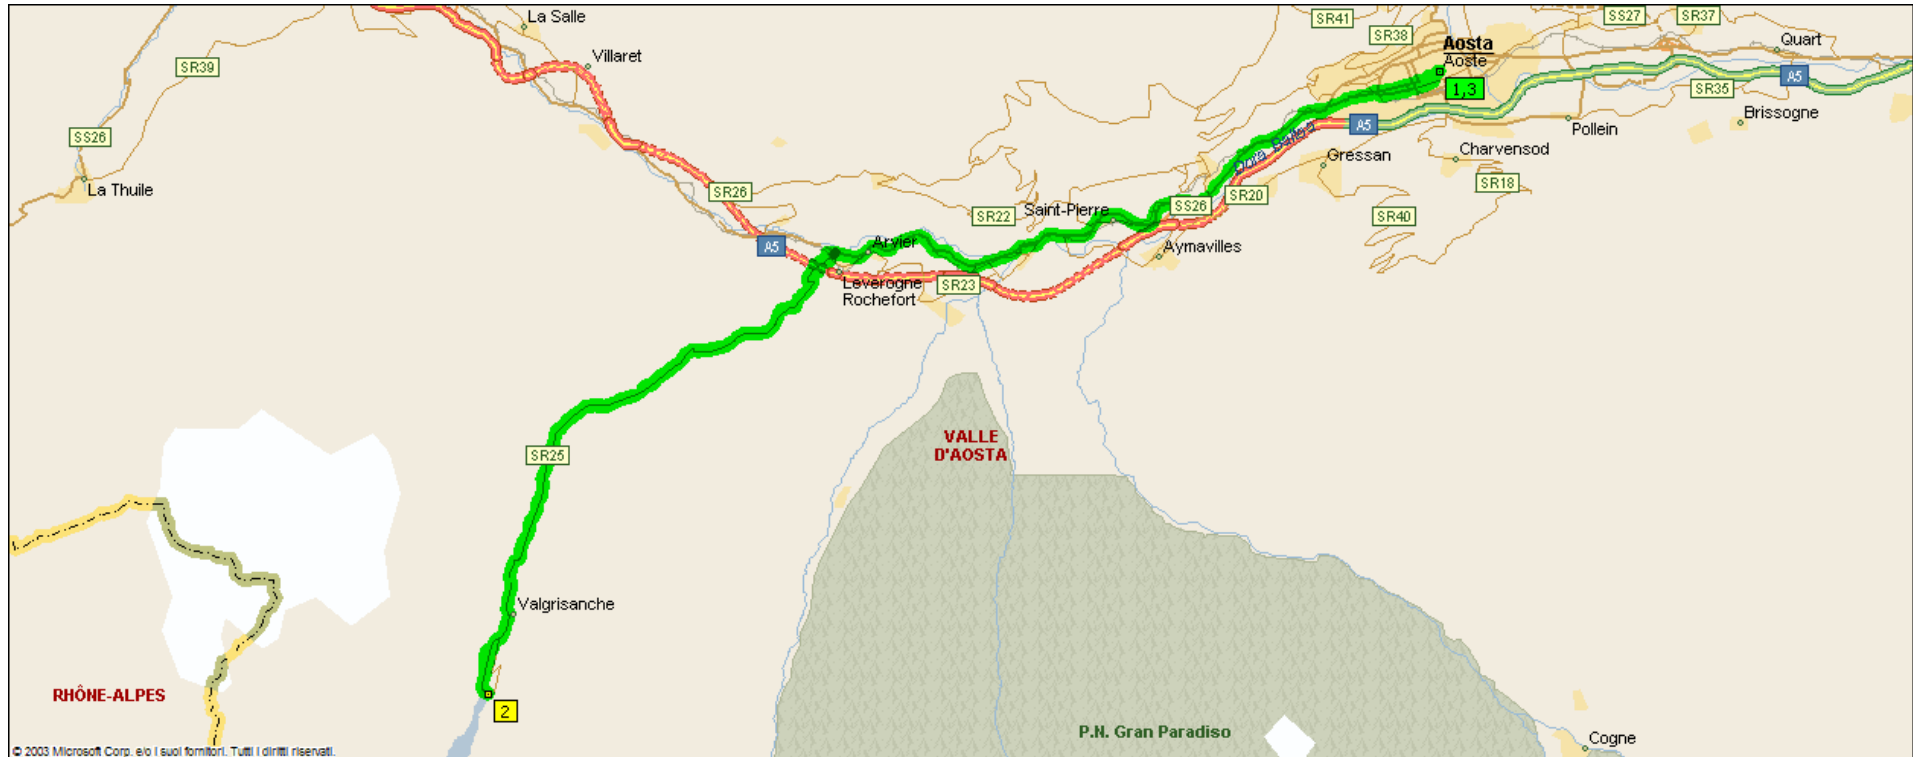 La Salle
SR41
SS27
SR37
SR38
Aosta
Aoste
Quart
Villaret
SR39
A5
1,3
SR35
Brissogne
A5
Pollein
SS26
Dora Baltea
Gressan
Charvensod
La Thuile
SR26
SR18
SR20
SS26
Saint-Pierre
SR22
SR40
A5
Arvier
Aymavilles
Leverogne
Rochefort
SR23
VALLE
D'AOSTA
SR25
Valgrisanche
RHÔNE-ALPES
2
P.N. Gran Paradiso
Cogne
© 2003 Microsoft Corp. e/o i suoi fornitori. Tutti i diritti riservati.